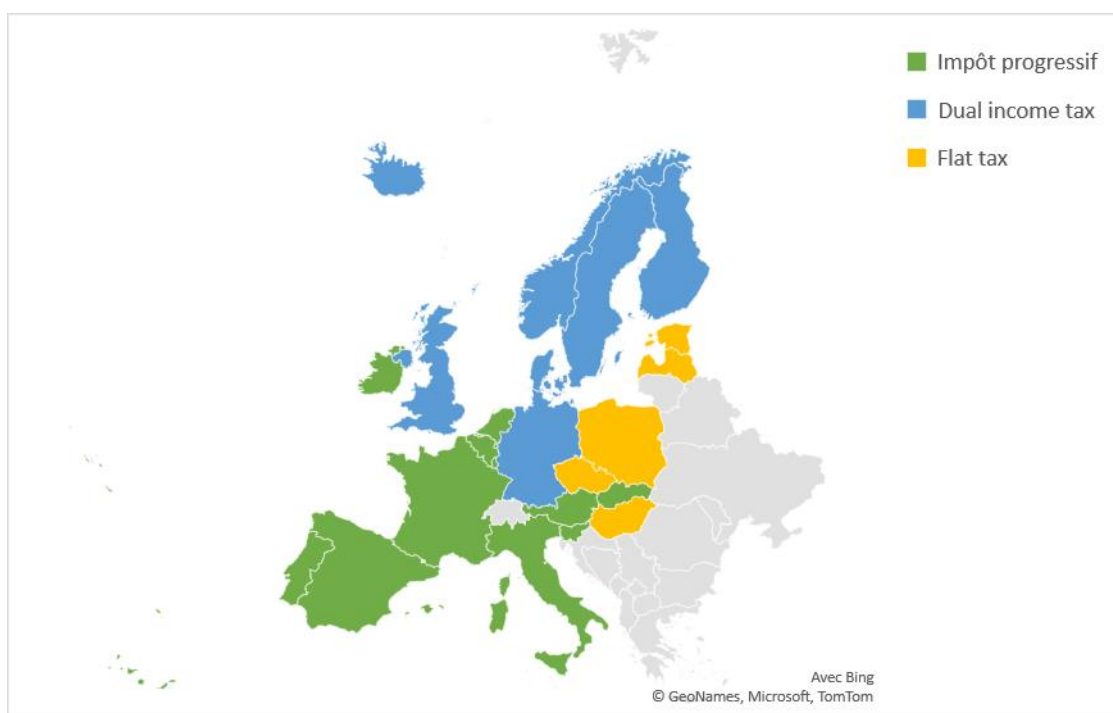 Impôt progressif
Dual income tax
Flat tax
Avec Bing
© GeoNames, Microsoft, TomTom